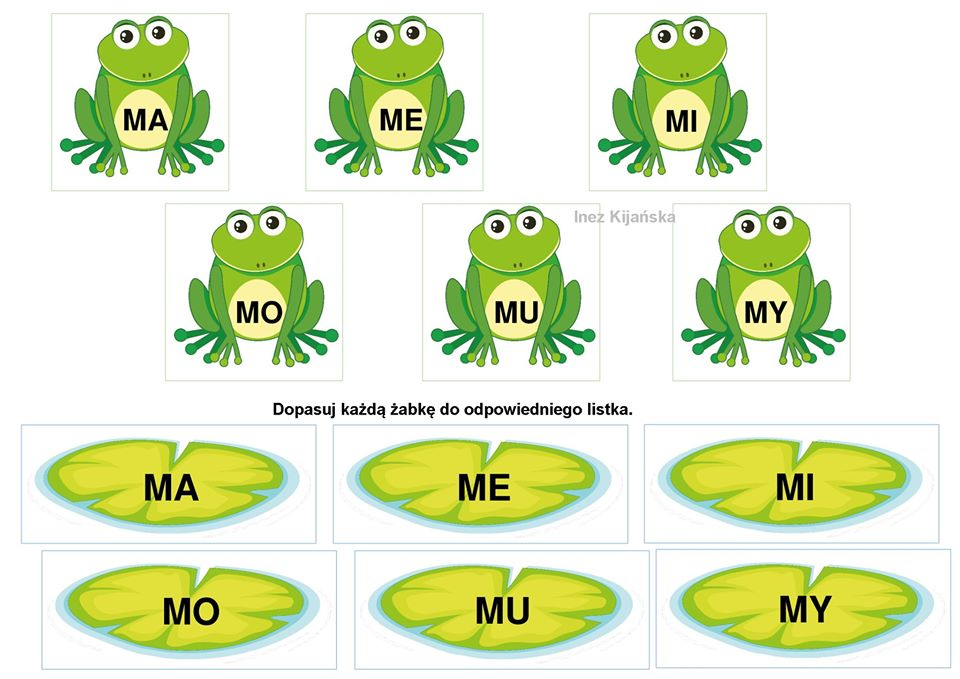 MA ME MI
Inez Kijańska
MO MU MY
Dopasuj każdą żabkę do odpowiedniego listka.
MA ME MI
MO MU MY